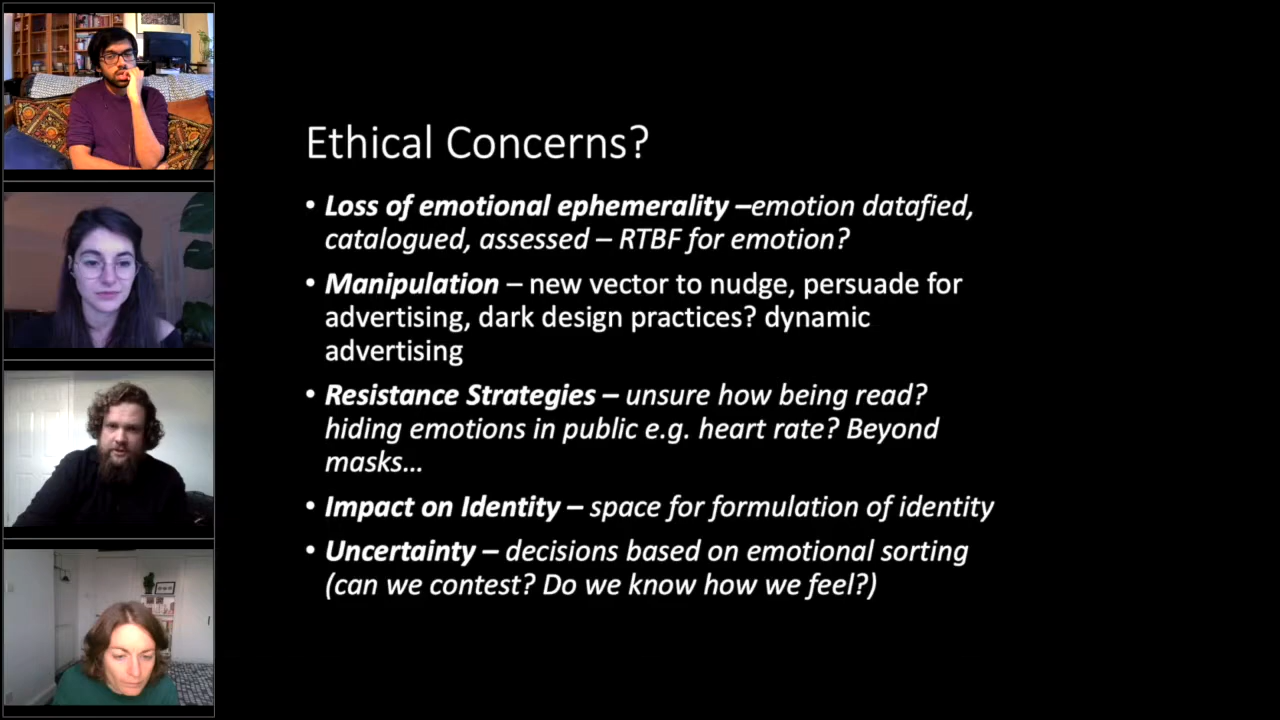 Ethical Concerns?
• Loss of emotional ephemerality –emotion datafied,
catalogued, assessed – RTBF for emotion?
• Manipulation – new vector to nudge, persuade for
advertising, dark design practices? dynamic
advertising
• Resistance Strategies – unsure how being read?
hiding emotions in public e.g. heart rate? Beyond
masks…
• Impact on Identity – space for formulation of identity
• Uncertainty – decisions based on emotional sorting
(can we contest? Do we know how we feel?)